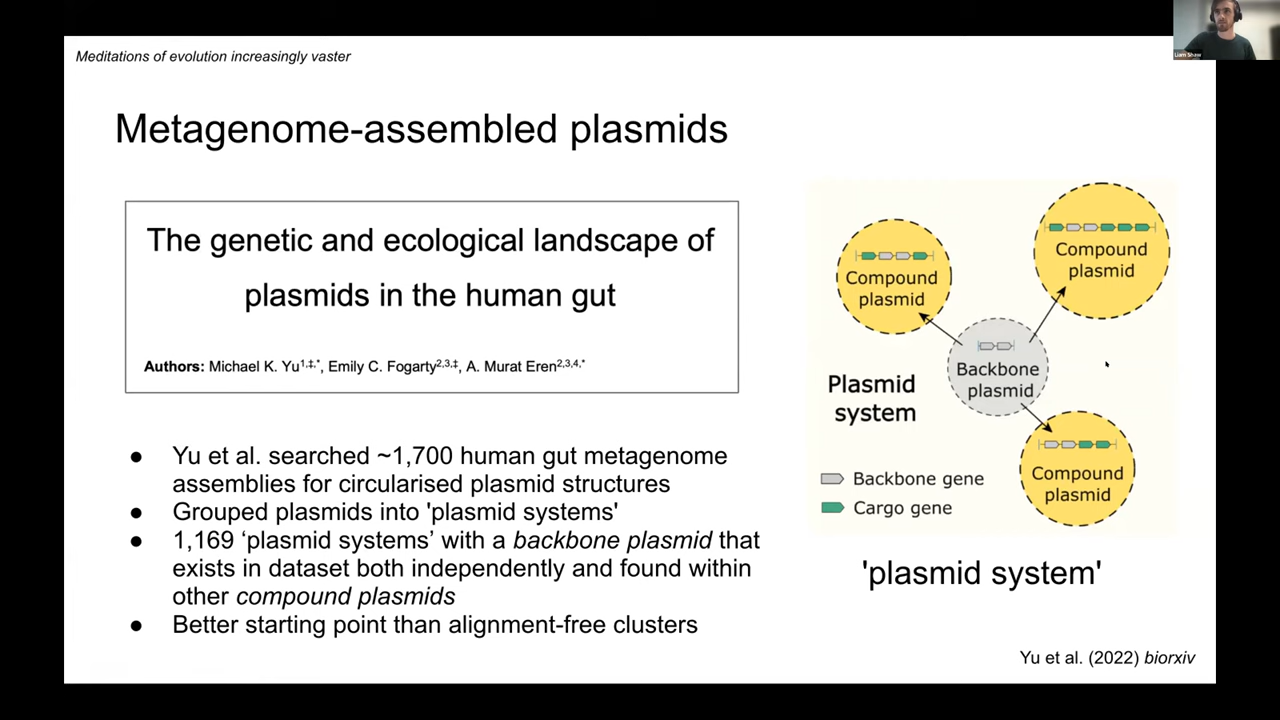 Liam Shaw
Meditations of evolution increasingly vaster
Metagenome-assembled plasmids
The genetic and ecological landscape of
plasmids in the human gut
Authors: Michael K. Yu1,‡,*, Emily C. Fogarty2,3,‡, A. Murat Eren2,3,4,*
● Yu et al. searched ~1,700 human gut metagenome
assemblies for circularised plasmid structures
● Grouped plasmids into 'plasmid systems'
● 1,169 ‘plasmid systems’ with a backbone plasmid that
exists in dataset both independently and found within
other compound plasmids
● Better starting point than alignment-free clusters
Compound
plasmid
Compound
plasmid
Backbone
plasmid
Plasmid
system
Compound
plasmid
Backbone gene
Cargo gene
'plasmid system'
Yu et al. (2022) biorxiv